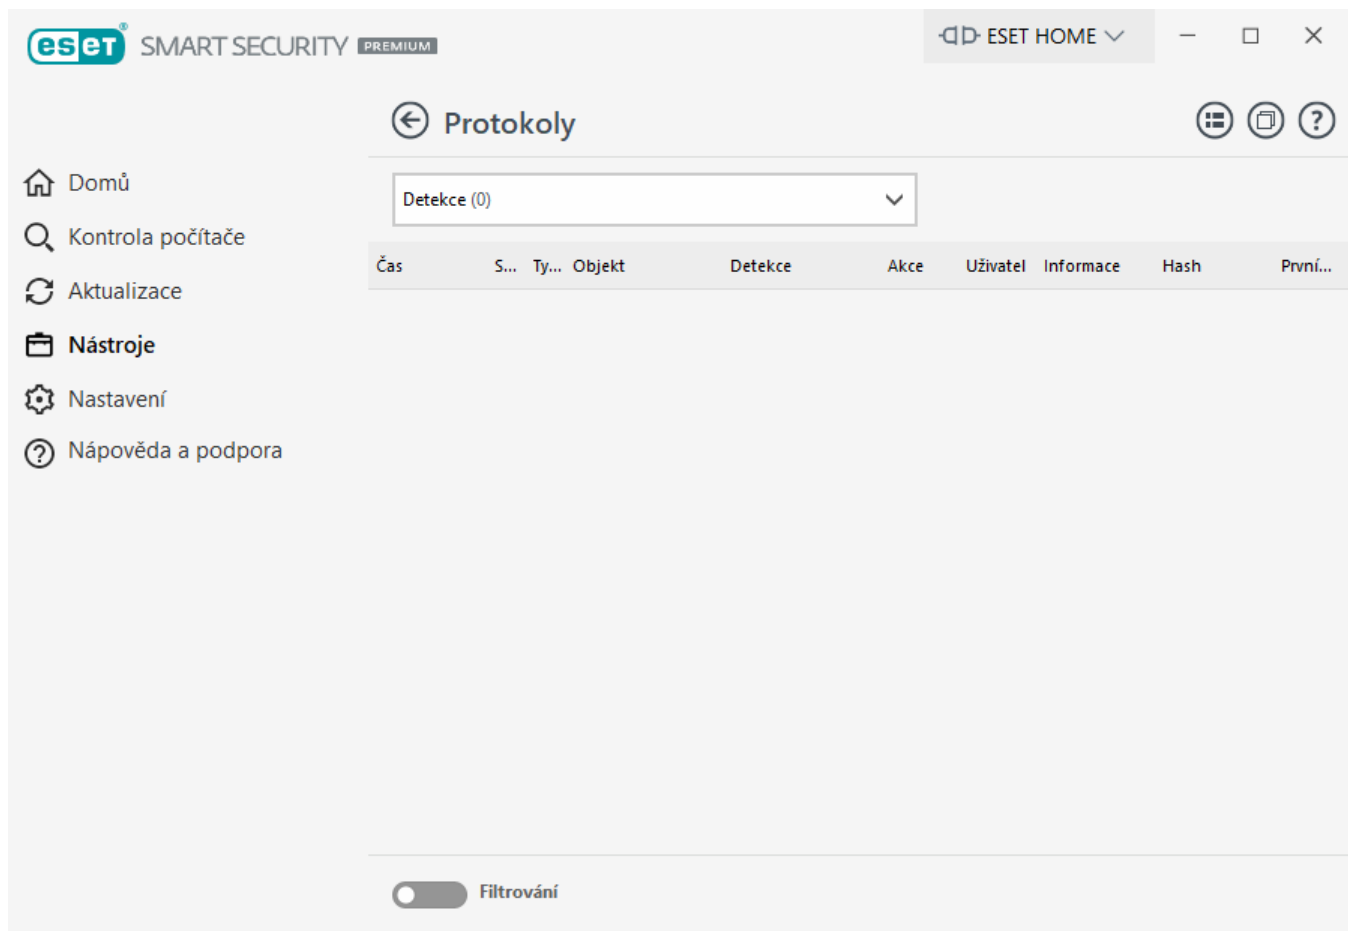 eset® SMART SECURITY PREMIUM
ESET HOME
Protokoly
Domů
Kontrola počítače
Aktualizace
Nástroje
Nastavení
Nápověda a podpora
Detekce (0)
Čas S... Ty... Objekt Detekce Akce Uživatel Informace Hash První...
Filtrování